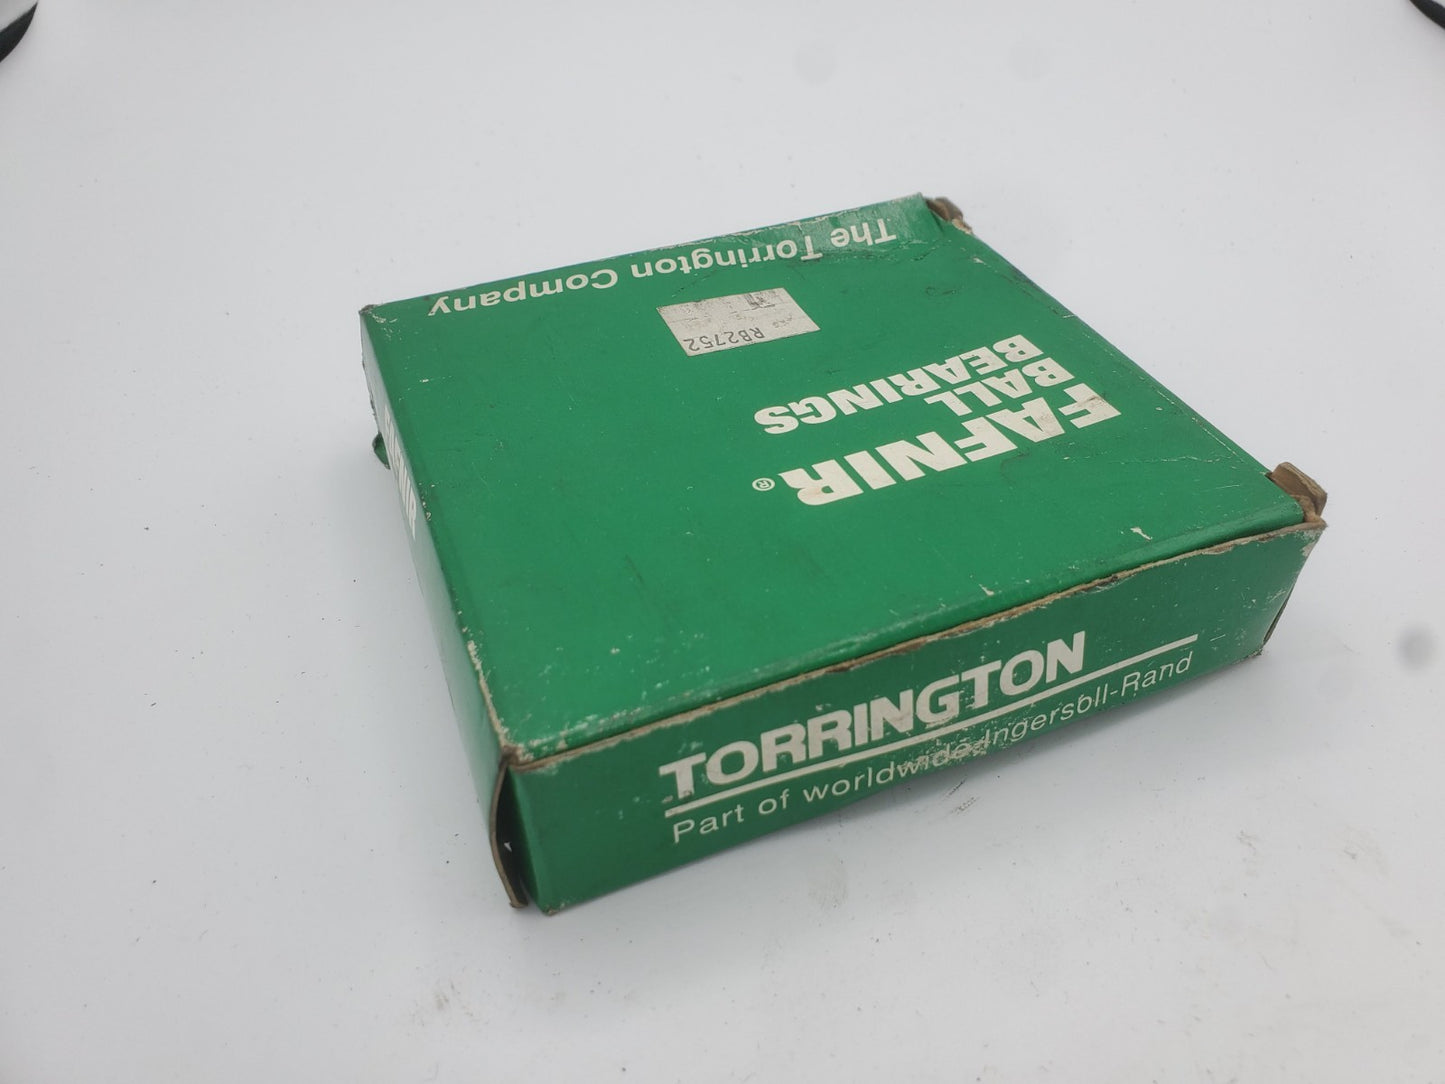 FAFNIR®
BALL
BEARINGS
RB2752
The Torrington Company
TORRINGTON
Part of worldwide Ingersoll-Rand